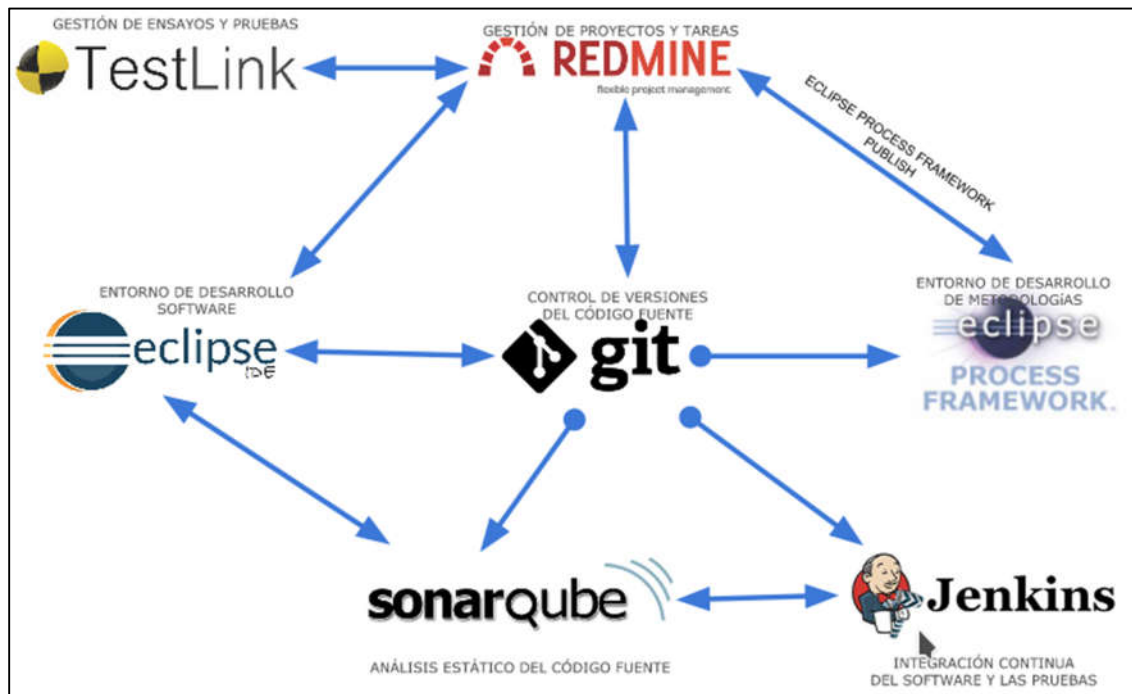 GESTIÓN DE ENSAYOS Y PRUEBAS
TestLink
GESTIÓN DE PROYECTOS Y TAREAS
REDMINE
flexible project management
ECLIPSE PROCESS FRAMEWORK
PUBLISH
ENTORNO DE DESARROLLO
SOFTWARE
eclipse
IDE
CONTROL DE VERSIONES
DEL CÓDIGO FUENTE
git
ENTORNO DE DESARROLLO
DE METODOLOGÍAS
eclipse
PROCESS
FRAMEWORK.
sonarqube
ANÁLISIS ESTÁTICO DEL CÓDIGO FUENTE
Jenkins
INTEGRACIÓN CONTINUA
DEL SOFTWARE Y LAS PRUEBAS